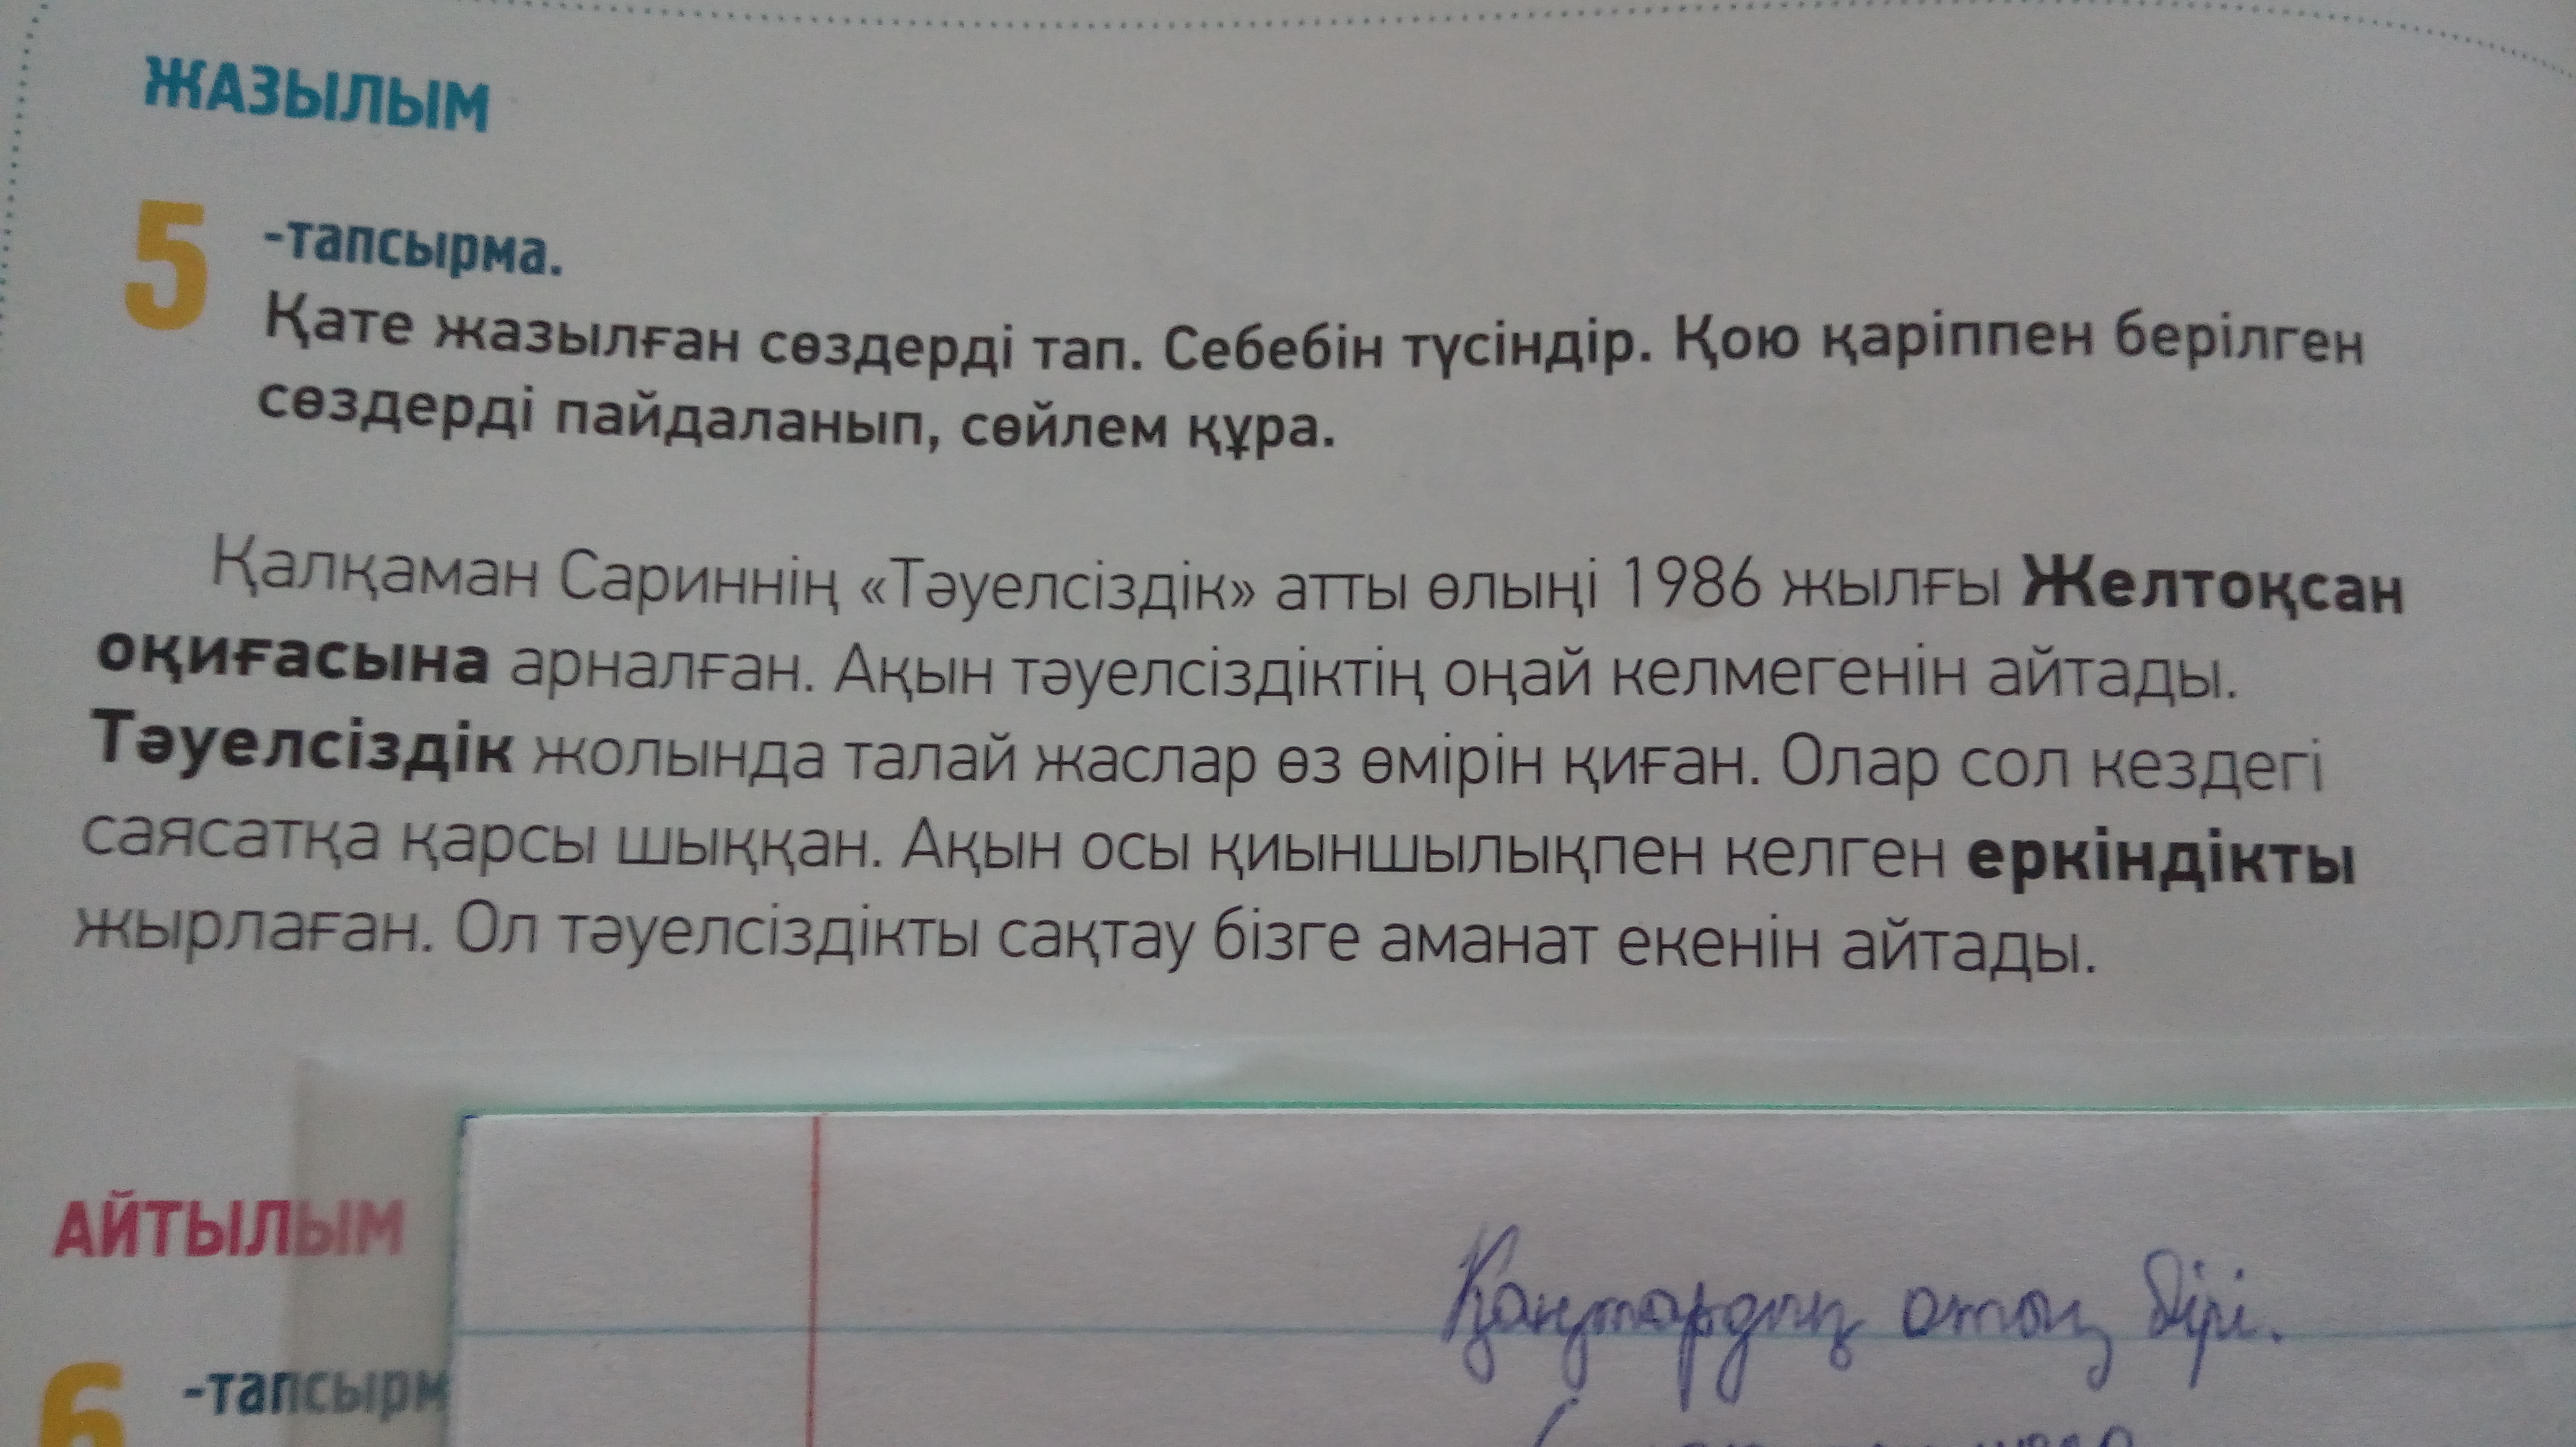 ЖАЗЫЛЫМ
5 -тапсырма.
Қате жазылған сөздерді тап. Себебін түсіндір. Қою қаріппен берілген
сөздерді пайдаланып, сөйлем құра.
Қалқаман Сариннің «Тәуелсіздік» атты өлыңі 1986 жылғы Желтоқсан
оқиғасына арналған. Ақын тәуелсіздіктің оңай келмегенін айтады.
Тәуелсіздік жолында талай жаслар өз өмірін қиған. Олар сол кездегі
саясатқа қарсы шыққан. Ақын осы қиыншылықпен келген еркіндікты
жырлаған. Ол тәуелсіздікты сақтау бізге аманат екенін айтады.
АЙТЫЛЫМ
Қаңтардың отыз бірі.
6 -тапсырм